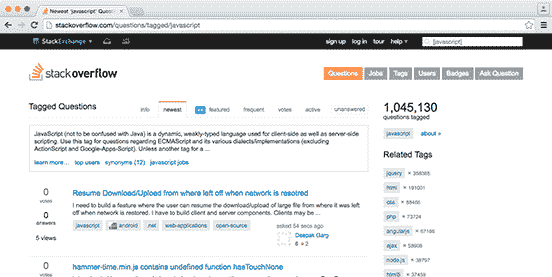 Newest 'javascript' Quest
stackoverflow.com/questions/tagged/javascript
StackExchange sign up log in tour help [javascript]
stackoverflow Questions Jobs Tags Users Badges Ask Question
Tagged Questions info newest featured frequent votes active unanswered
1,045,130
questions tagged
JavaScript (not to be confused with Java) is a dynamic, weakly-typed language used for client-side as well as server-side
scripting. Use this tag for questions regarding ECMAScript and its various dialects/implementations (excluding
ActionScript and Google-Apps-Script). Unless another tag for a ...
learn more... top users synonyms (12) javascript jobs
javascript about »
Related Tags
jquery
html
css
php × 73724
angularjs × 67186
ajax
node.js × 38797
html5
0
votes
0
answers
5 views
Resume Download/Upload from where left off when network is resotred
I need to build a feature where the user can resume the download/upload of large file from where it was left
off when network is restored. I have to build client and server components. Clients may be ...
javascript android .net web-applications open-source
asked 54 secs ago
Deepak Garg
6 2
0
votes
hammer-time.min.js contains undefined function hasTouchNone